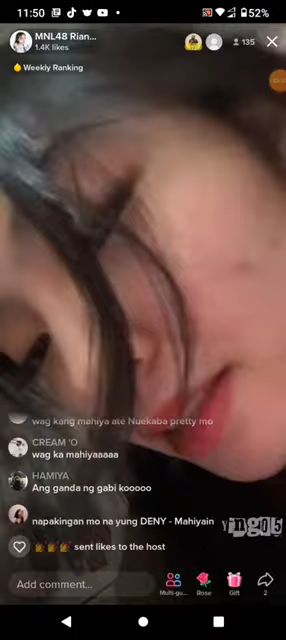 11:50
52%
MNL48 Rian...
1.4K likes
135
Weekly Ranking
wag kang mahiya ate Nuekaba pretty mo
CREAM 'O
wag ka mahiyaaaaa
HAMIYA
Ang ganda ng gabi kooooo
napakingan mo na yung DENY - Mahiyain
sent likes to the host
Add comment...
Multi-gu...
Rose
Gift
2